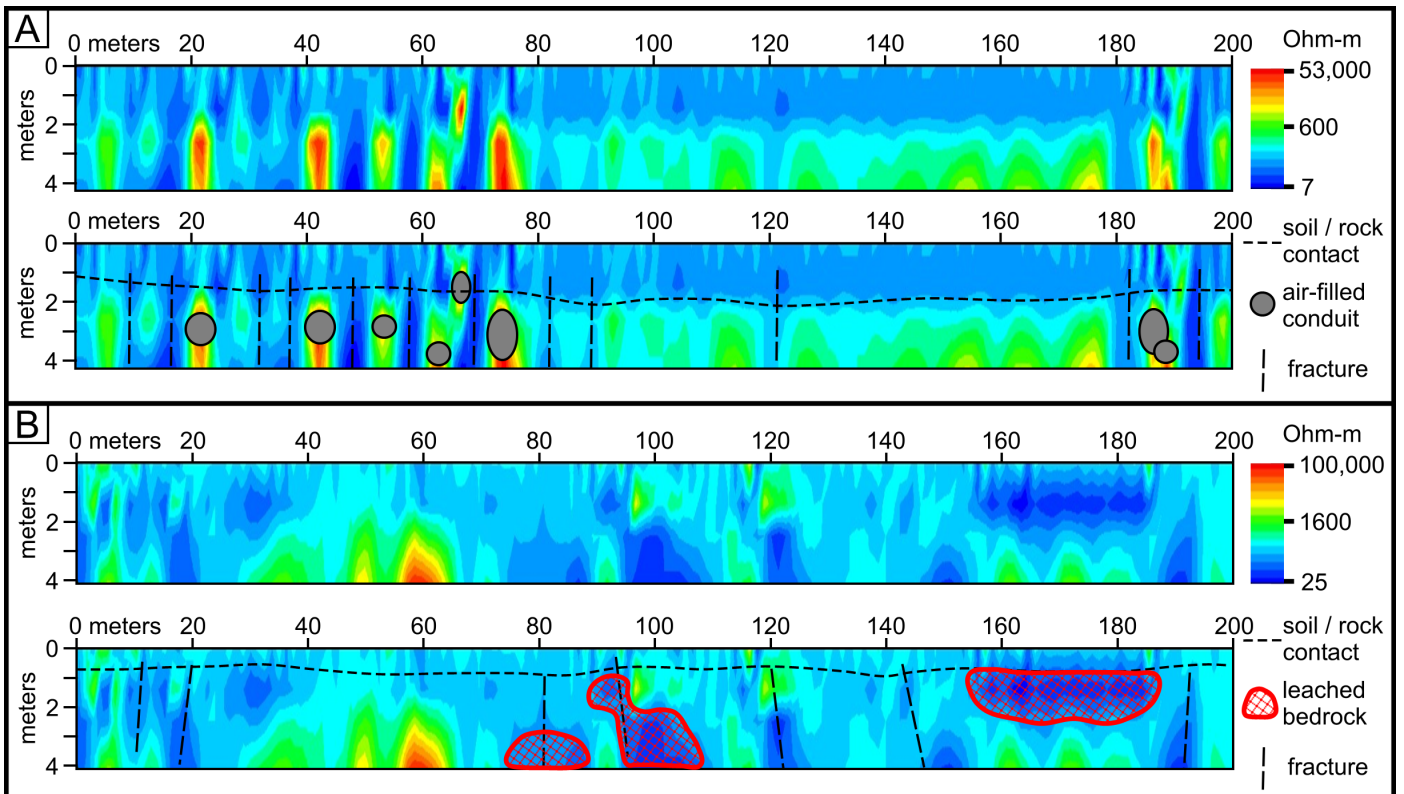 A
0 meters 20 40 60 80 100 120 140 160 180 200
Ohm-m
meters
0
2
4
53,000
600
7
0 meters 20 40 60 80 100 120 140 160 180 200
meters
0
2
4
soil / rock
contact
air-filled
conduit
fracture
B
0 meters 20 40 60 80 100 120 140 160 180 200
Ohm-m
meters
0
2
4
100,000
1600
25
0 meters 20 40 60 80 100 120 140 160 180 200
meters
0
2
4
soil / rock
contact
leached
bedrock
fracture